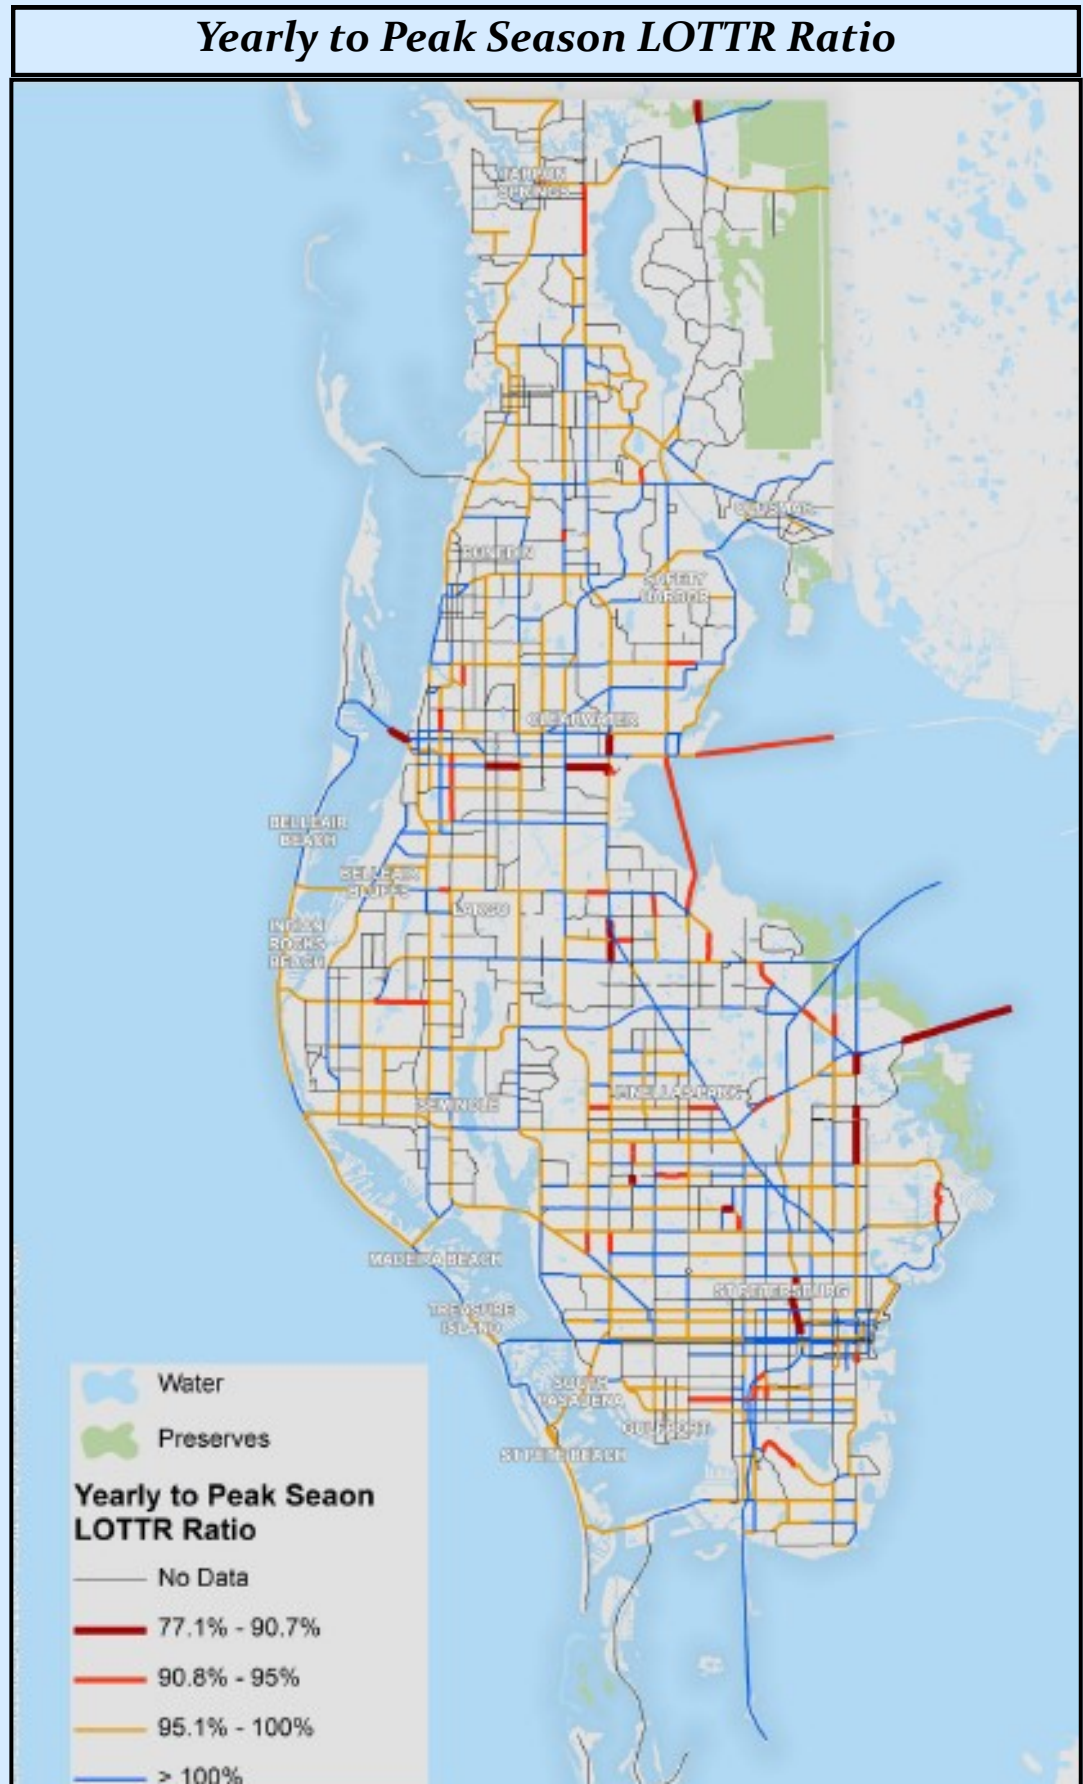 Yearly to Peak Season LOTTR Ratio
TARPON
SPRINGS
OLDSMAR
DUNEDIN
SAFETY
HARBOR
CLEARWATER
BELLEAIR
BEACH
BELLEAIR
BLUFFS
LARGO
INDIAN
ROCKS
BEACH
PINELLAS PARK
SEMINOLE
MADEIRA BEACH
ST PETERSBURG
TREASURE
ISLAND
SOUTH
PASADENA
GULFPORT
ST PETE BEACH
Water
Preserves
Yearly to Peak Seaon
LOTTR Ratio
No Data
77.1% - 90.7%
90.8% - 95%
95.1% - 100%
> 100%